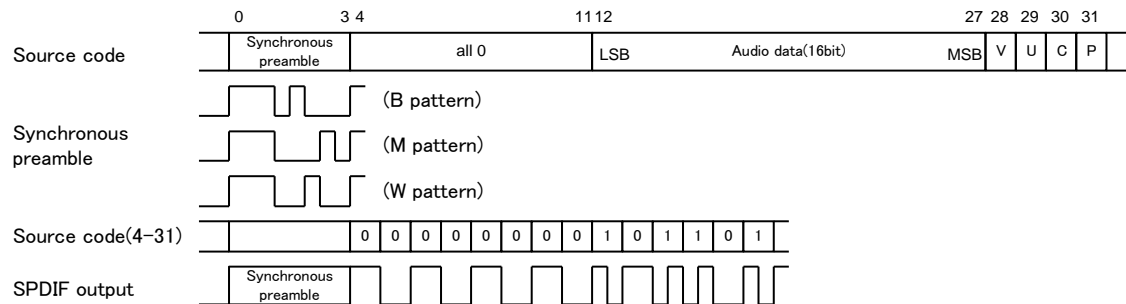 0 3 4 11 12 27 28 29 30 31
Source code Synchronous preamble all 0 LSB Audio data(16bit) MSB V U C P
(B pattern)
Synchronous preamble (M pattern)
(W pattern)
Source code(4-31) 0 0 0 0 0 0 0 0 1 0 1 1 0 1
SPDIF output Synchronous preamble